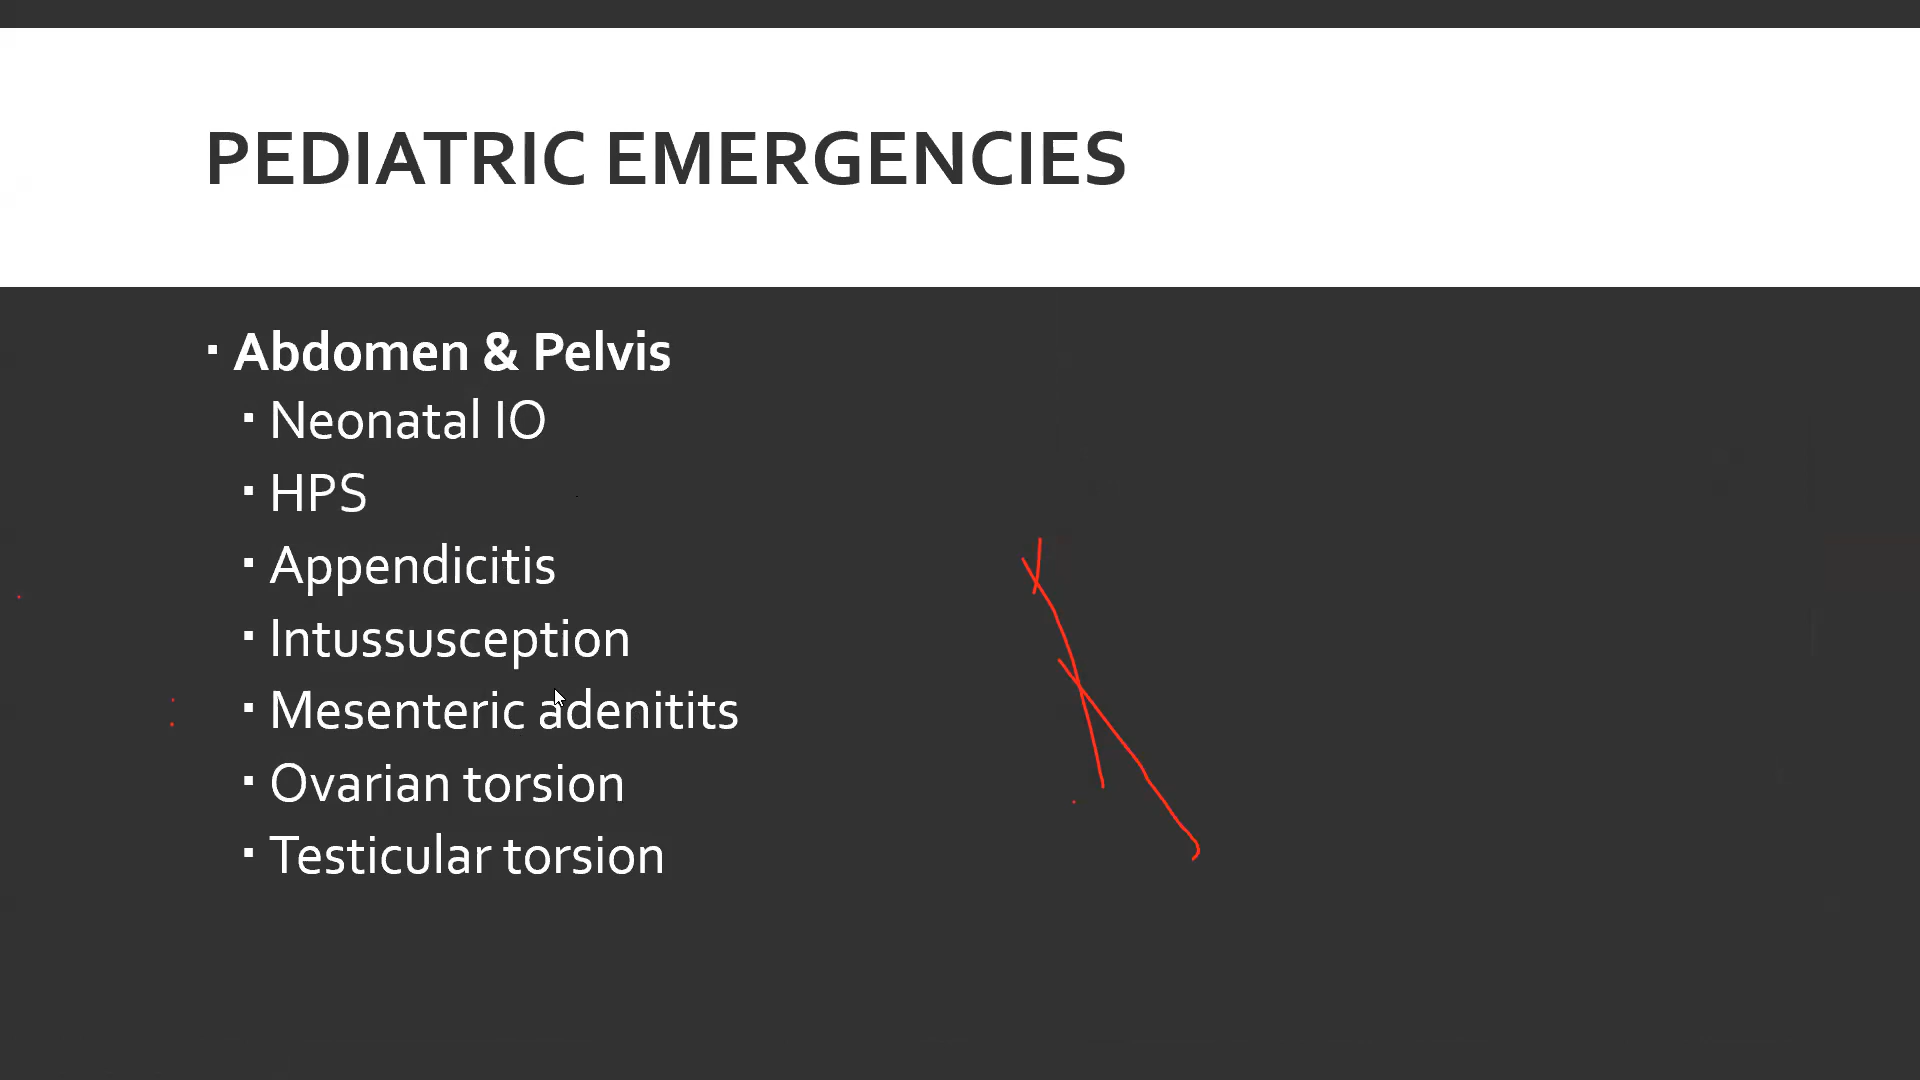 PEDIATRIC EMERGENCIES
▪ Abdomen & Pelvis
▪ Neonatal IO
▪ HPS
▪ Appendicitis
▪ Intussusception
▪ Mesenteric adenitits
▪ Ovarian torsion
▪ Testicular torsion